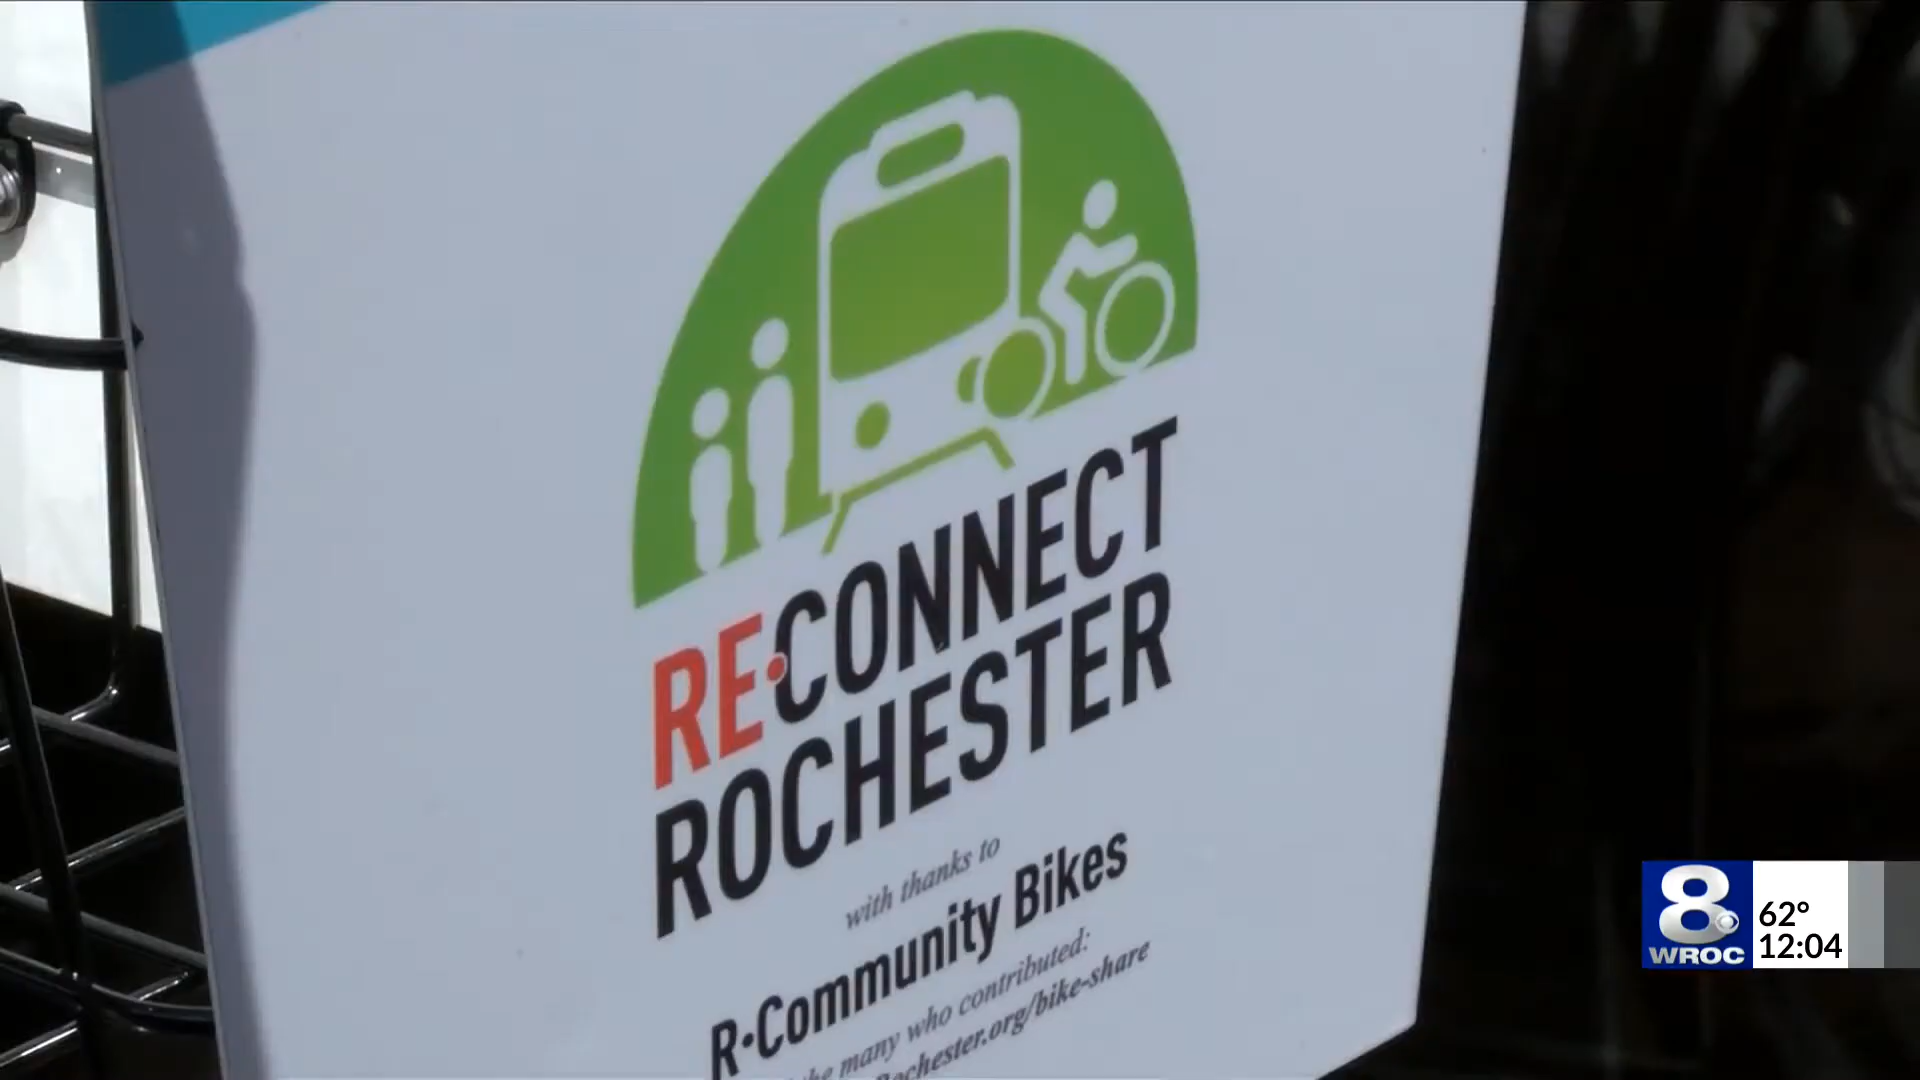 RE•CONNECT
ROCHESTER
with thanks to
R•Community Bikes
the many who contributed:
Rochester.org/bike-share
8
WROC
62°
12:04